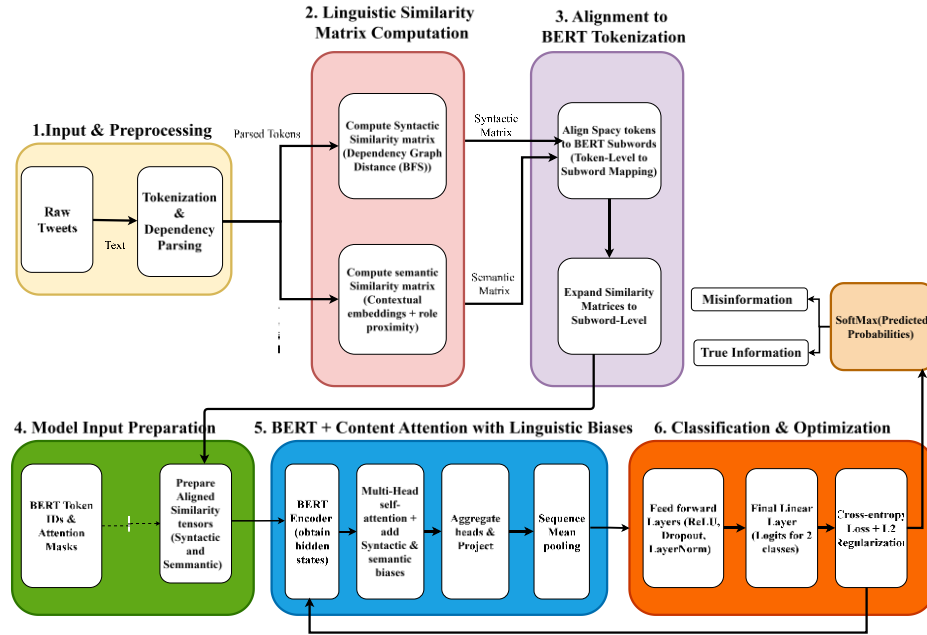 2. Linguistic Similarity
Matrix Computation
3. Alignment to
BERT Tokenization
1.Input & Preprocessing
Raw
Tweets
Text
Tokenization
&
Dependency
Parsing
Parsed Tokens
Compute Syntactic
Similarity matrix
(Dependency Graph
Distance (BFS))
Compute semantic
Similarity matrix
(Contextual
embeddings + role
proximity)
Syntactic
Matrix
Semantic
Matrix
Align Spacy tokens
to BERT Subwords
(Token-Level to
Subword Mapping)
Expand Similarity
Matrices to
Subword-Level
Misinformation
True Information
SoftMax(Predicted
Probabilities)
4. Model Input Preparation
BERT Token
IDs &
Attention
Masks
Prepare
Aligned
Similarity
tensors
(Syntactic
and
Semmantic)
5. BERT + Content Attention with Linguistic Biases
BERT
Encoder
(obtain
hidden
states)
Multi-Head
self-
attention +
add
Syntactic &
semantic
biases
Aggregate
heads &
Project
Sequence
Mean
pooling
6. Classification & Optimization
Feed forward
Layers (ReLU,
Dropout,
LayerNorm)
Final Linear
Layer
(Logits for 2
classes)
Cross-entropy
Loss + L2
Regularization